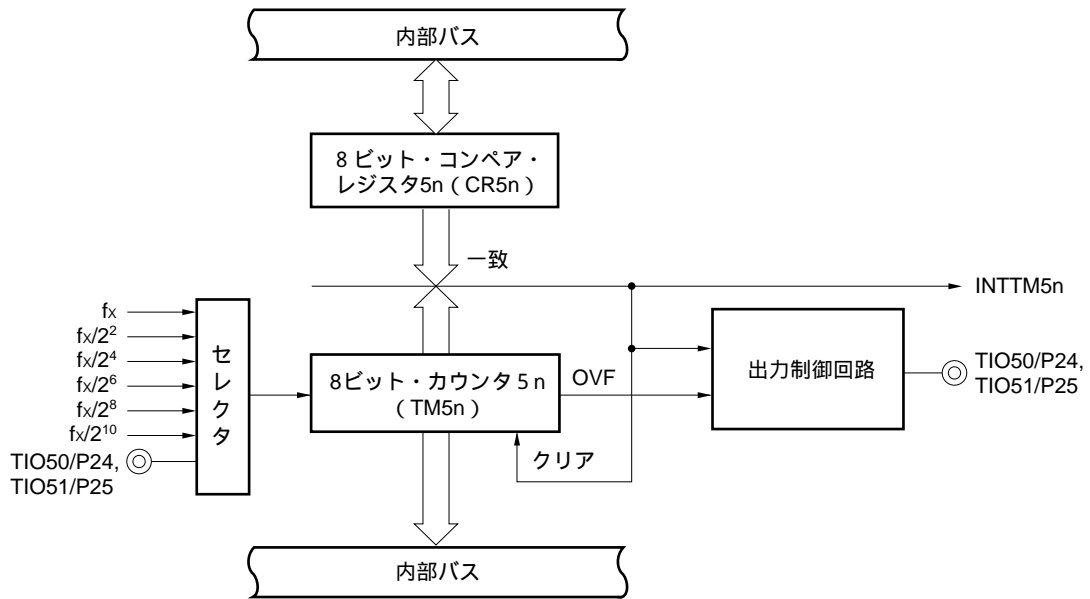 内部バス
8 ビット・コンペア・
レジスタ5n ( CR5n )
一致
INTTM5n
fX
fX/2²
fX/2⁴
fX/2⁶
fX/2⁸
fX/2¹⁰
TIO50/P24,
TIO51/P25
セレクタ
8ビット・カウンタ 5 n
( TM5n )
OVF
クリア
出力制御回路
TIO50/P24,
TIO51/P25
内部バス